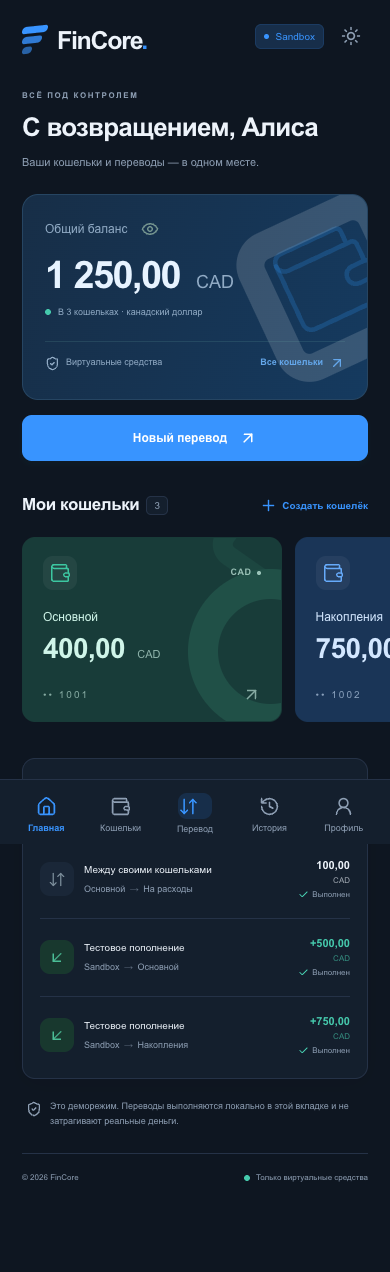 FinCore.
Sandbox
ВСЁ ПОД КОНТРОЛЕМ
С возвращением, Алиса
Ваши кошельки и переводы — в одном месте.
Общий баланс
1 250,00 CAD
В 3 кошельках · канадский доллар
Виртуальные средства
Все кошельки
Новый перевод
Мои кошельки 3
Создать кошелёк
CAD
Основной
400,00 CAD
•• 1001
Накопления
750,00
•• 1002
Главная
Кошельки
Перевод
История
Профиль
Между своими кошельками
Основной → На расходы
100,00
CAD
Выполнен
Тестовое пополнение
Sandbox → Основной
+500,00
CAD
Выполнен
Тестовое пополнение
Sandbox → Накопления
+750,00
CAD
Выполнен
Это деморежим. Переводы выполняются локально в этой вкладке и не
затрагивают реальные деньги.
© 2026 FinCore
Только виртуальные средства